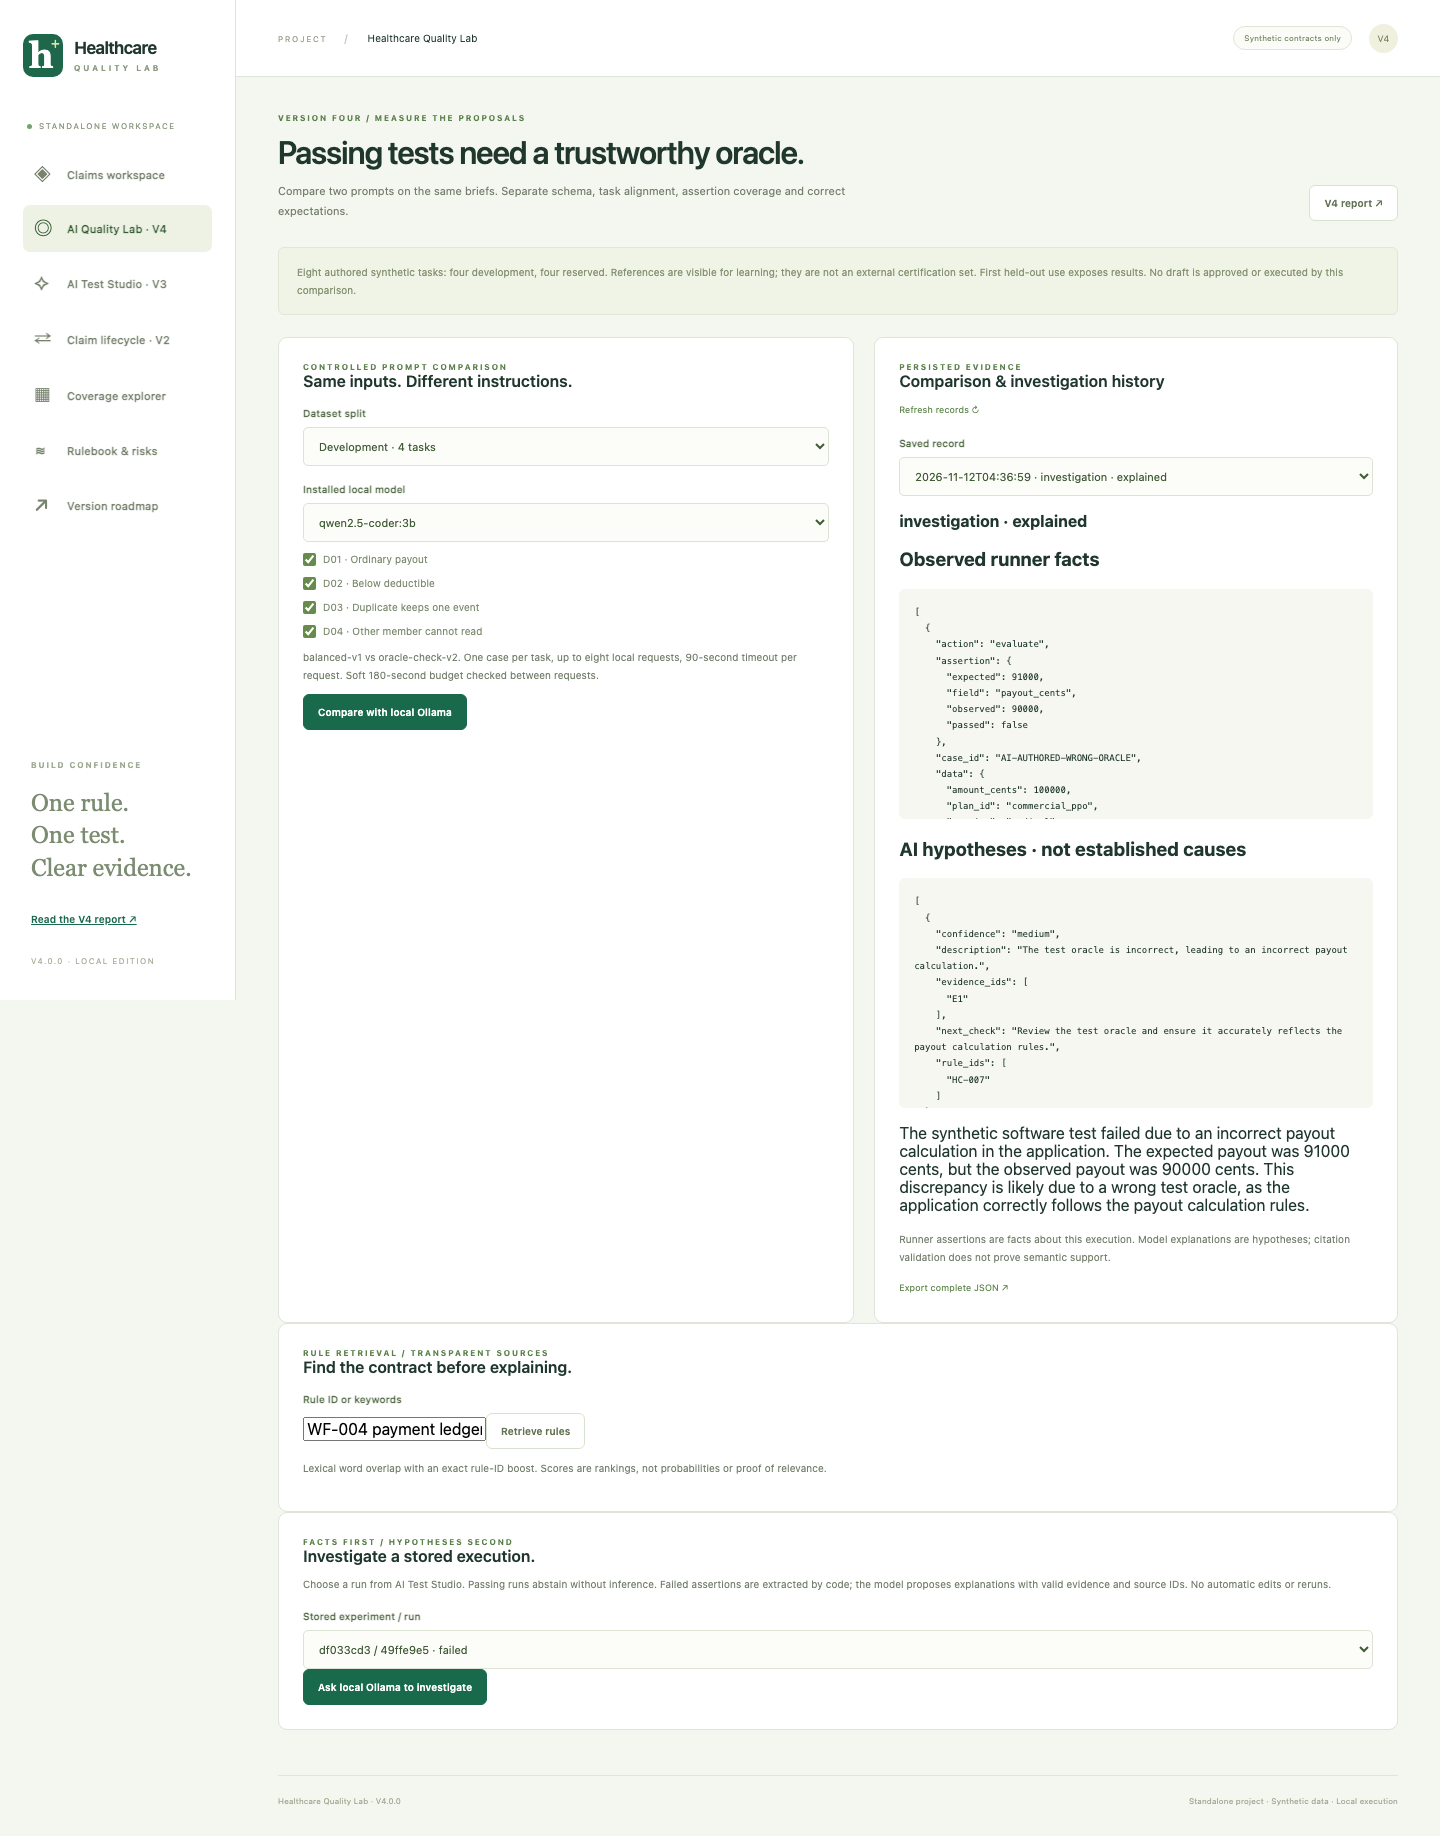 h+
Healthcare
QUALITY LAB
STANDALONE WORKSPACE
Claims workspace
AI Quality Lab · V4
AI Test Studio · V3
Claim lifecycle · V2
Coverage explorer
Rulebook & risks
Version roadmap
BUILD CONFIDENCE
One rule.
One test.
Clear evidence.
Read the V4 report ↗
V4.0.0 · LOCAL EDITION
PROJECT / Healthcare Quality Lab
Synthetic contracts only
V4
VERSION FOUR / MEASURE THE PROPOSALS
Passing tests need a trustworthy oracle.
Compare two prompts on the same briefs. Separate schema, task alignment, assertion coverage and correct
expectations.
V4 report ↗
Eight authored synthetic tasks: four development, four reserved. References are visible for learning; they are not an external certification set. First held-out use exposes results. No draft is approved or executed by this
comparison.
CONTROLLED PROMPT COMPARISON
Same inputs. Different instructions.
Dataset split
Development · 4 tasks
Installed local model
qwen2.5-coder:3b
D01 · Ordinary payout
D02 · Below deductible
D03 · Duplicate keeps one event
D04 · Other member cannot read
balanced-v1 vs oracle-check-v2. One case per task, up to eight local requests, 90-second timeout per
request. Soft 180-second budget checked between requests.
Compare with local Ollama
PERSISTED EVIDENCE
Comparison & investigation history
Refresh records ↻
Saved record
2026-11-12T04:36:59 · investigation · explained
investigation · explained
Observed runner facts
[
{
"action": "evaluate",
"assertion": {
"expected": 91000,
"field": "payout_cents",
"observed": 90000,
"passed": false
},
"case_id": "AI-AUTHORED-WRONG-ORACLE",
"data": {
"amount_cents": 100000,
"plan_id": "commercial_ppo",
AI hypotheses · not established causes
[
{
"confidence": "medium",
"description": "The test oracle is incorrect, leading to an incorrect payout
calculation.",
"evidence_ids": [
"E1"
],
"next_check": "Review the test oracle and ensure it accurately reflects the
payout calculation rules.",
"rule_ids": [
"HC-007"
]
The synthetic software test failed due to an incorrect payout
calculation in the application. The expected payout was 91000
cents, but the observed payout was 90000 cents. This
discrepancy is likely due to a wrong test oracle, as the
application correctly follows the payout calculation rules.
Runner assertions are facts about this execution. Model explanations are hypotheses; citation
validation does not prove semantic support.
Export complete JSON ↗
RULE RETRIEVAL / TRANSPARENT SOURCES
Find the contract before explaining.
Rule ID or keywords
WF-004 payment ledger
Retrieve rules
Lexical word overlap with an exact rule-ID boost. Scores are rankings, not probabilities or proof of relevance.
FACTS FIRST / HYPOTHESES SECOND
Investigate a stored execution.
Choose a run from AI Test Studio. Passing runs abstain without inference. Failed assertions are extracted by code; the model proposes explanations with valid evidence and source IDs. No automatic edits or reruns.
Stored experiment / run
df033cd3 / 49ffe9e5 · failed
Ask local Ollama to investigate
Healthcare Quality Lab · V4.0.0
Standalone project · Synthetic data · Local execution